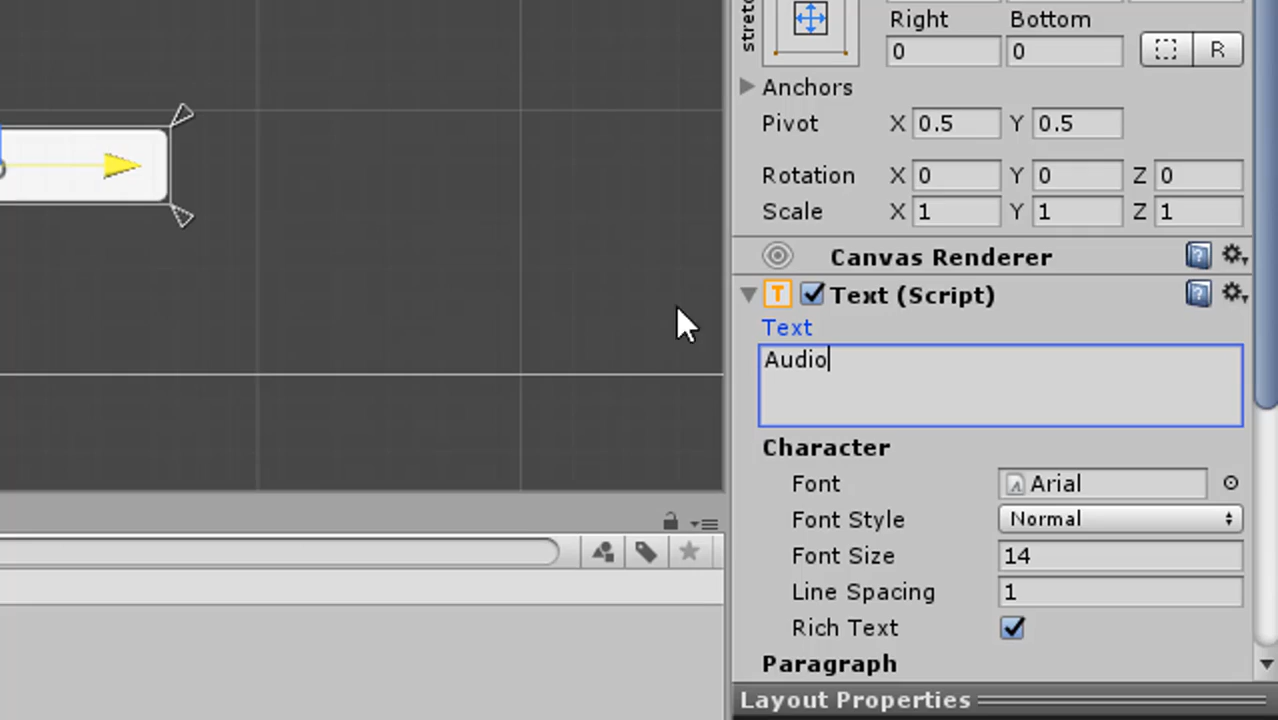 stretc
Right Bottom
0 0 R
Anchors
Pivot X 0.5 Y 0.5
Rotation X 0 Y 0 Z 0
Scale X 1 Y 1 Z 1
Canvas Renderer
T Text (Script)
Text
Audio
Character
Font Arial
Font Style Normal
Font Size 14
Line Spacing 1
Rich Text
Paragraph
Layout Properties